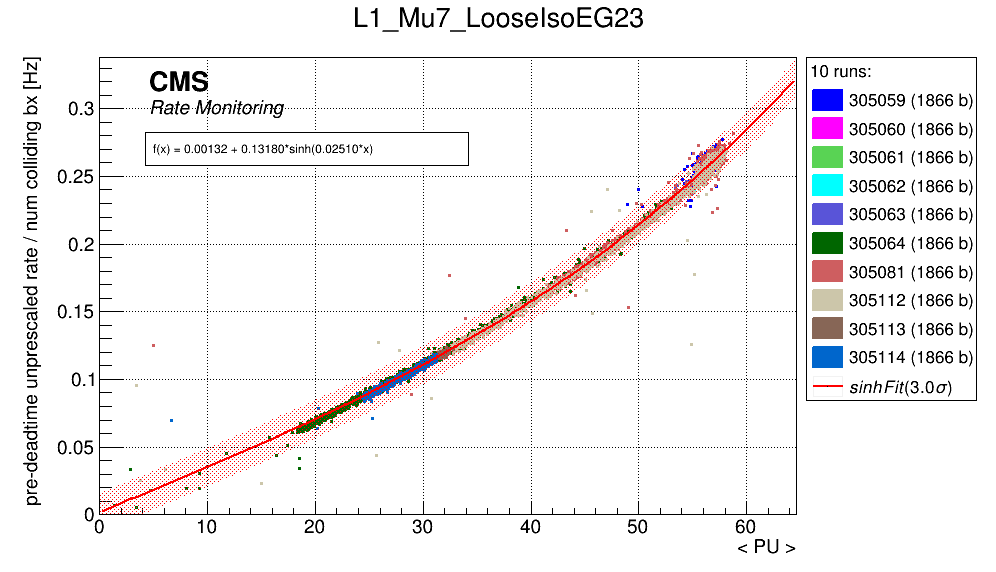 L1_Mu7_LooseIsoEG23
pre-deadtime unprescaled rate / num colliding bx [Hz]
CMS
Rate Monitoring
f(x) = 0.00132 + 0.13180*sinh(0.02510*x)
0.3
0.25
0.2
0.15
0.1
0.05
0
0 10 20 30 40 50 60
< PU >
10 runs:
305059 (1866 b)
305060 (1866 b)
305061 (1866 b)
305062 (1866 b)
305063 (1866 b)
305064 (1866 b)
305081 (1866 b)
305112 (1866 b)
305113 (1866 b)
305114 (1866 b)
sinhFit(3.0σ)